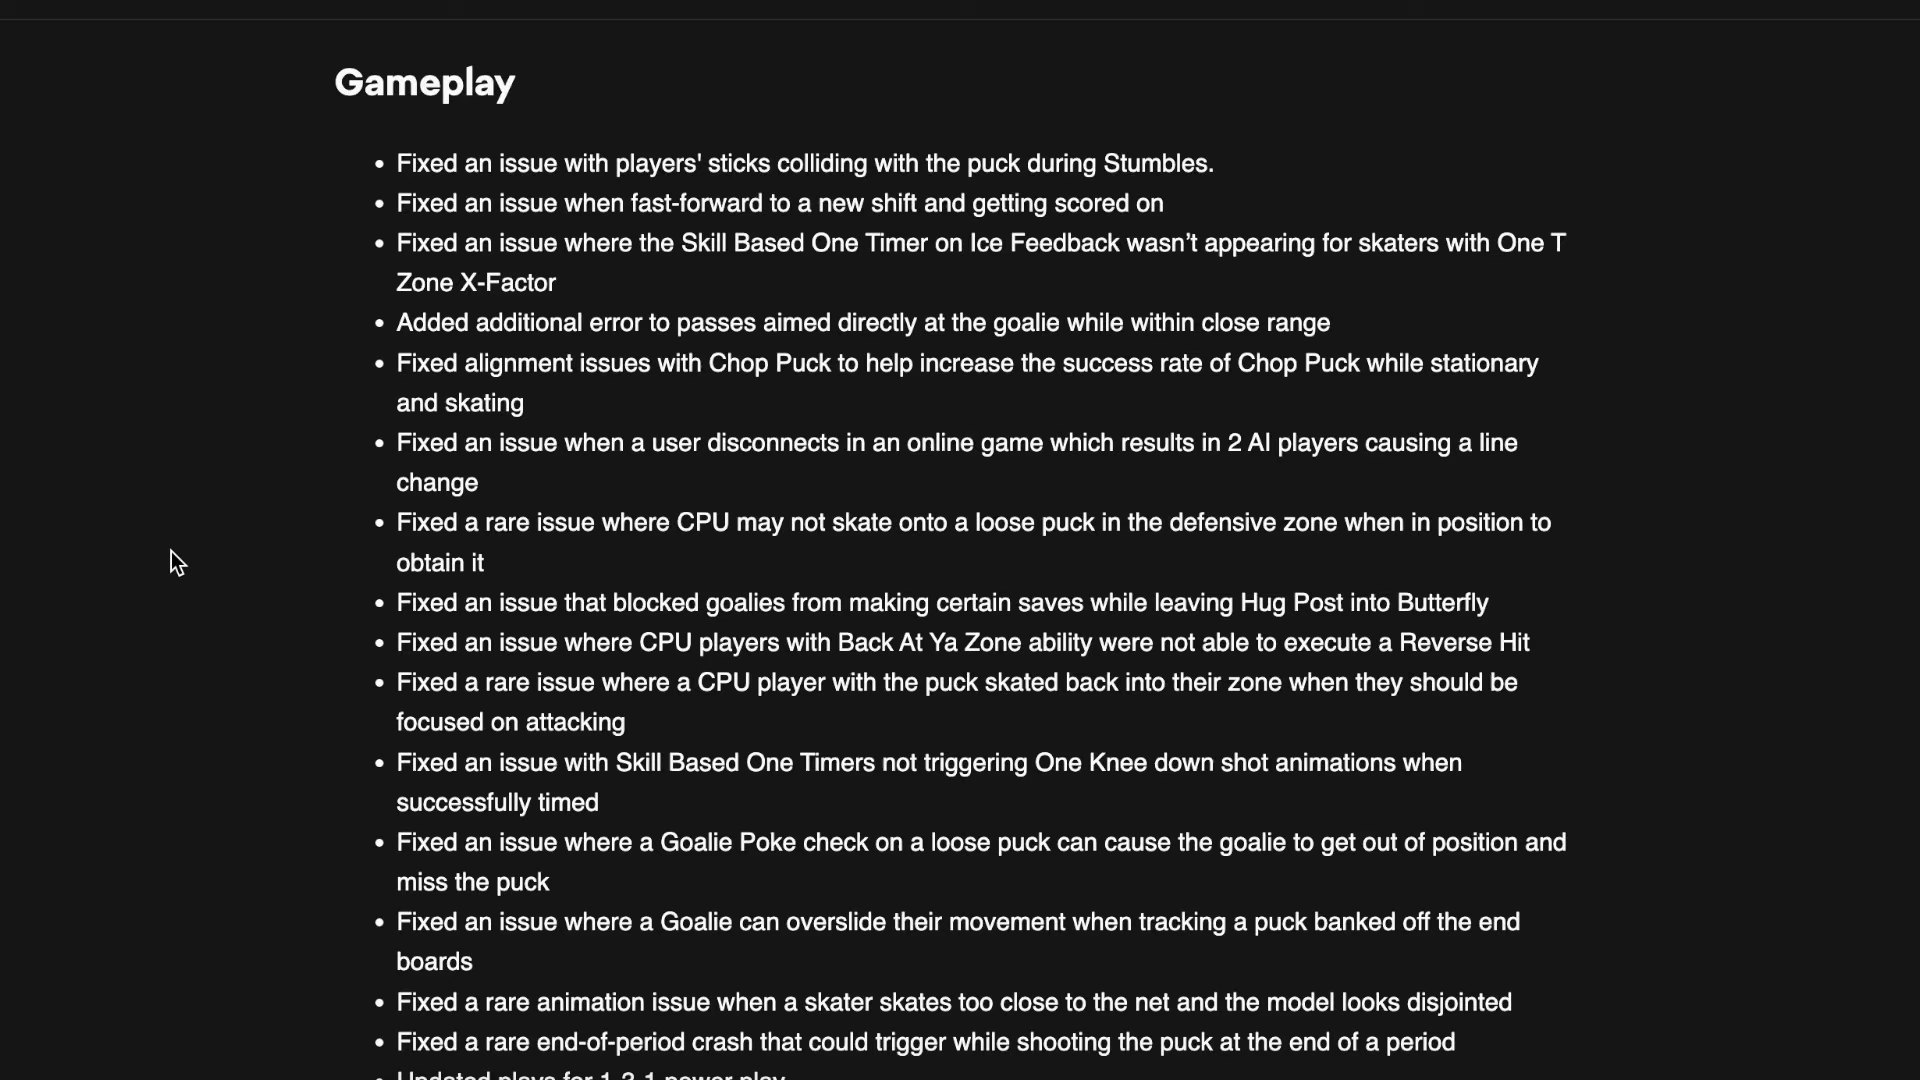 Gameplay
• Fixed an issue with players' sticks colliding with the puck during Stumbles.
• Fixed an issue when fast-forward to a new shift and getting scored on
• Fixed an issue where the Skill Based One Timer on Ice Feedback wasn’t appearing for skaters with One T
Zone X-Factor
• Added additional error to passes aimed directly at the goalie while within close range
• Fixed alignment issues with Chop Puck to help increase the success rate of Chop Puck while stationary
and skating
• Fixed an issue when a user disconnects in an online game which results in 2 AI players causing a line
change
• Fixed a rare issue where CPU may not skate onto a loose puck in the defensive zone when in position to
obtain it
• Fixed an issue that blocked goalies from making certain saves while leaving Hug Post into Butterfly
• Fixed an issue where CPU players with Back At Ya Zone ability were not able to execute a Reverse Hit
• Fixed a rare issue where a CPU player with the puck skated back into their zone when they should be
focused on attacking
• Fixed an issue with Skill Based One Timers not triggering One Knee down shot animations when
successfully timed
• Fixed an issue where a Goalie Poke check on a loose puck can cause the goalie to get out of position and
miss the puck
• Fixed an issue where a Goalie can overslide their movement when tracking a puck banked off the end
boards
• Fixed a rare animation issue when a skater skates too close to the net and the model looks disjointed
• Fixed a rare end-of-period crash that could trigger while shooting the puck at the end of a period
• Updated plays for 1-3-1 power play